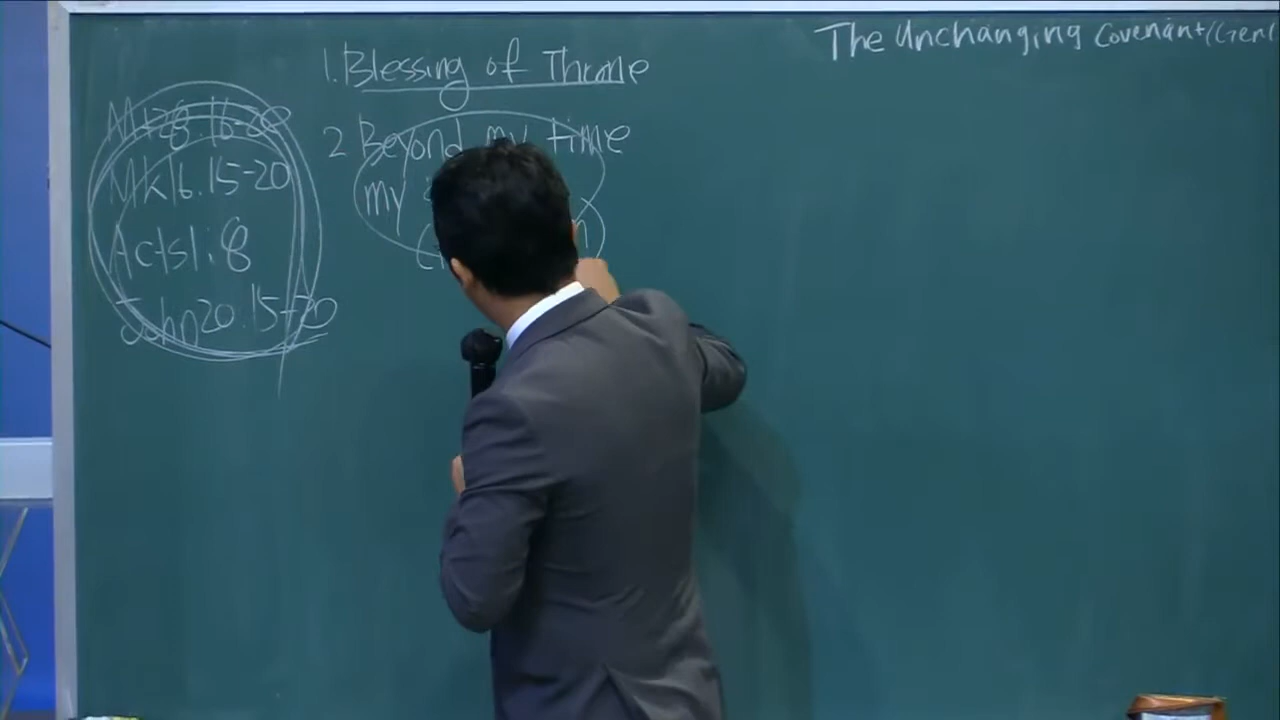 The Unchanging Covenant (Gen
1. Blessing of Throne
2 Beyond my time
my
Mt28.16-20
Mk16.15-20
Acts1:8
John20.15-20